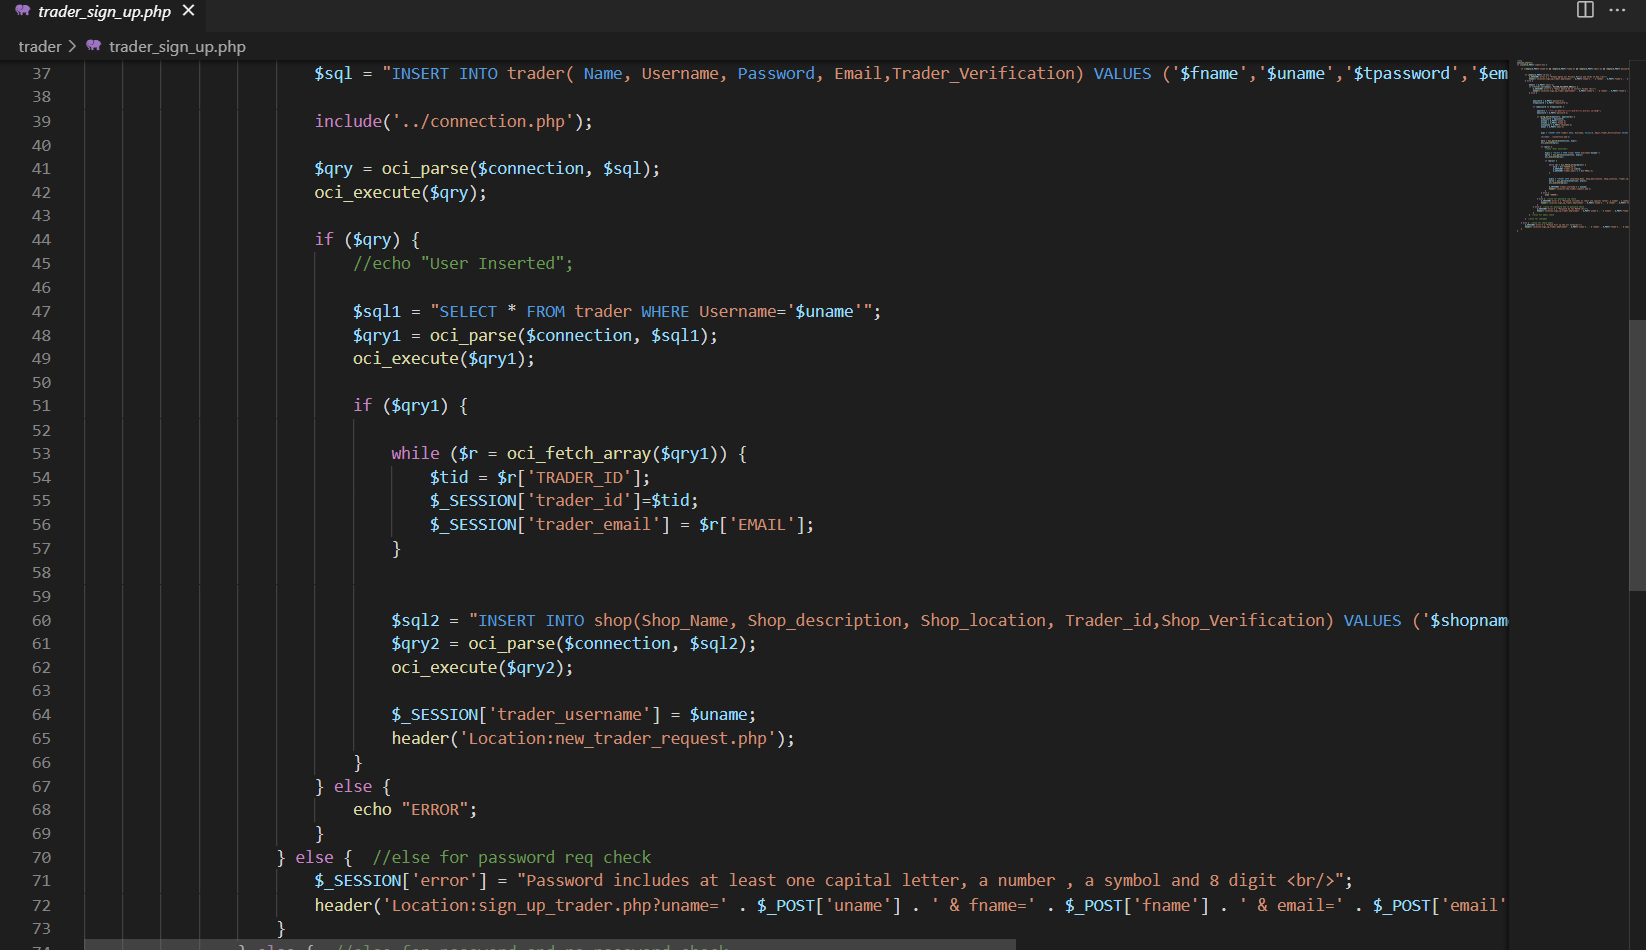 trader_sign_up.php
trader > trader_sign_up.php
37 $sql = "INSERT INTO trader( Name, Username, Password, Email,Trader_Verification) VALUES ('$fname','$uname','$tpassword','$em
38
39 include('../connection.php');
40
41 $qry = oci_parse($connection, $sql);
42 oci_execute($qry);
43
44 if ($qry) {
45 //echo "User Inserted";
46
47 $sql1 = "SELECT * FROM trader WHERE Username='$uname'";
48 $qry1 = oci_parse($connection, $sql1);
49 oci_execute($qry1);
50
51 if ($qry1) {
52
53 while ($r = oci_fetch_array($qry1)) {
54 $tid = $r['TRADER_ID'];
55 $_SESSION['trader_id']=$tid;
56 $_SESSION['trader_email'] = $r['EMAIL'];
57 }
58
59
60 $sql2 = "INSERT INTO shop(Shop_Name, Shop_description, Shop_location, Trader_id,Shop_Verification) VALUES ('$shopnam
61 $qry2 = oci_parse($connection, $sql2);
62 oci_execute($qry2);
63
64 $_SESSION['trader_username'] = $uname;
65 header('Location:new_trader_request.php');
66 }
67 } else {
68 echo "ERROR";
69 }
70 } else { //else for password req check
71 $_SESSION['error'] = "Password includes at least one capital letter, a number , a symbol and 8 digit <br/>";
72 header('Location:sign_up_trader.php?uname=' . $_POST['uname'] . ' & fname=' . $_POST['fname'] . ' & email=' . $_POST['email'
73 }
74 } else { //else for password and re password check